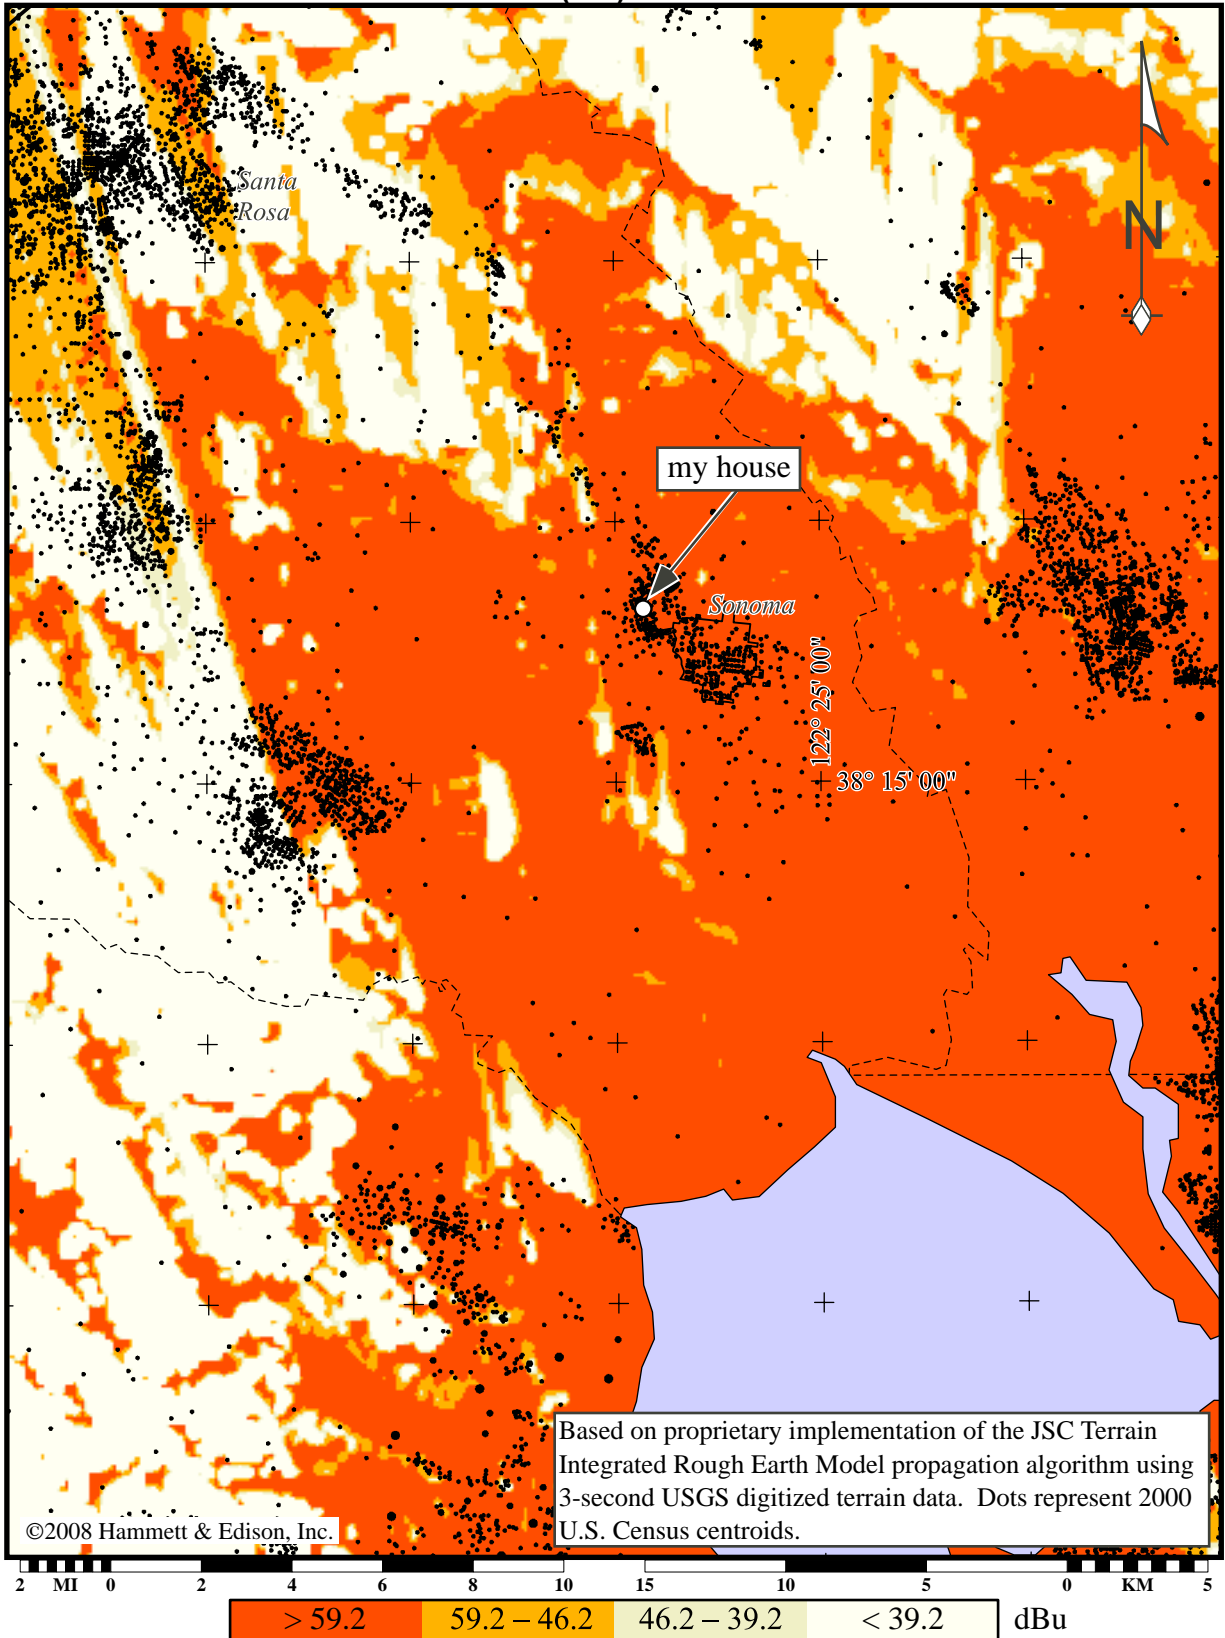 Santa
Rosa
N
my house
Sonoma
122° 25' 00"
38° 15' 00"
Based on proprietary implementation of the JSC Terrain
Integrated Rough Earth Model propagation algorithm using
3-second USGS digitized terrain data. Dots represent 2000
U.S. Census centroids.
©2008 Hammett & Edison, Inc.
2 MI 0 2 4 6 8 10 15 10 5 0 KM 5
> 59.2 59.2 – 46.2 46.2 – 39.2 < 39.2 dBu